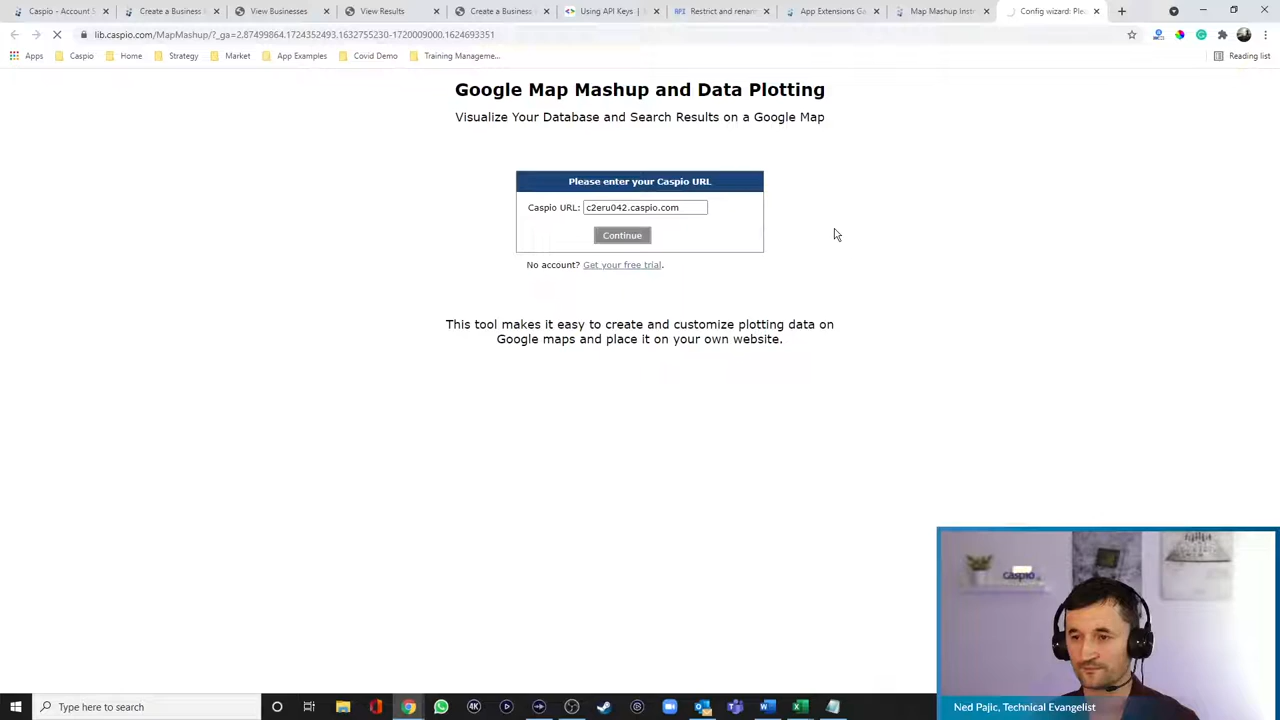 Caspio - Account S
Create a Business
View Businesses
View Results
Create a Business
Using API Keys |
Restrict and renam
App Extensions Ga
Map Mashup Instr
Config wizard: Ple
lib.caspio.com/MapMashup/?_ga=2.87499864.1724352493.1632755230-1720009000.1624693351
Apps
Caspio
Home
Strategy
Market
App Examples
Covid Demo
Training Manageme...
Reading list
Google Map Mashup and Data Plotting
Visualize Your Database and Search Results on a Google Map
Please enter your Caspio URL
Caspio URL: c2eru042.caspio.com
Continue
No account? Get your free trial.
This tool makes it easy to create and customize plotting data on
Google maps and place it on your own website.
caspio
Ned Pajic, Technical Evangelist
Type here to search